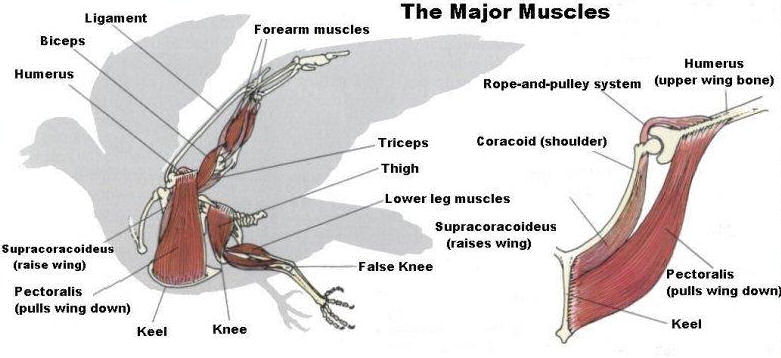 The Major Muscles
Ligament
Biceps
Humerus
Forearm muscles
Triceps
Thigh
Lower leg muscles
False Knee
Supracoracoideus
(raise wing)
Pectoralis
(pulls wing down)
Keel
Knee
Humerus
(upper wing bone)
Rope-and-pulley system
Coracoid (shoulder)
Supracoracoideus
(raises wing)
Pectoralis
(pulls wing down)
Keel